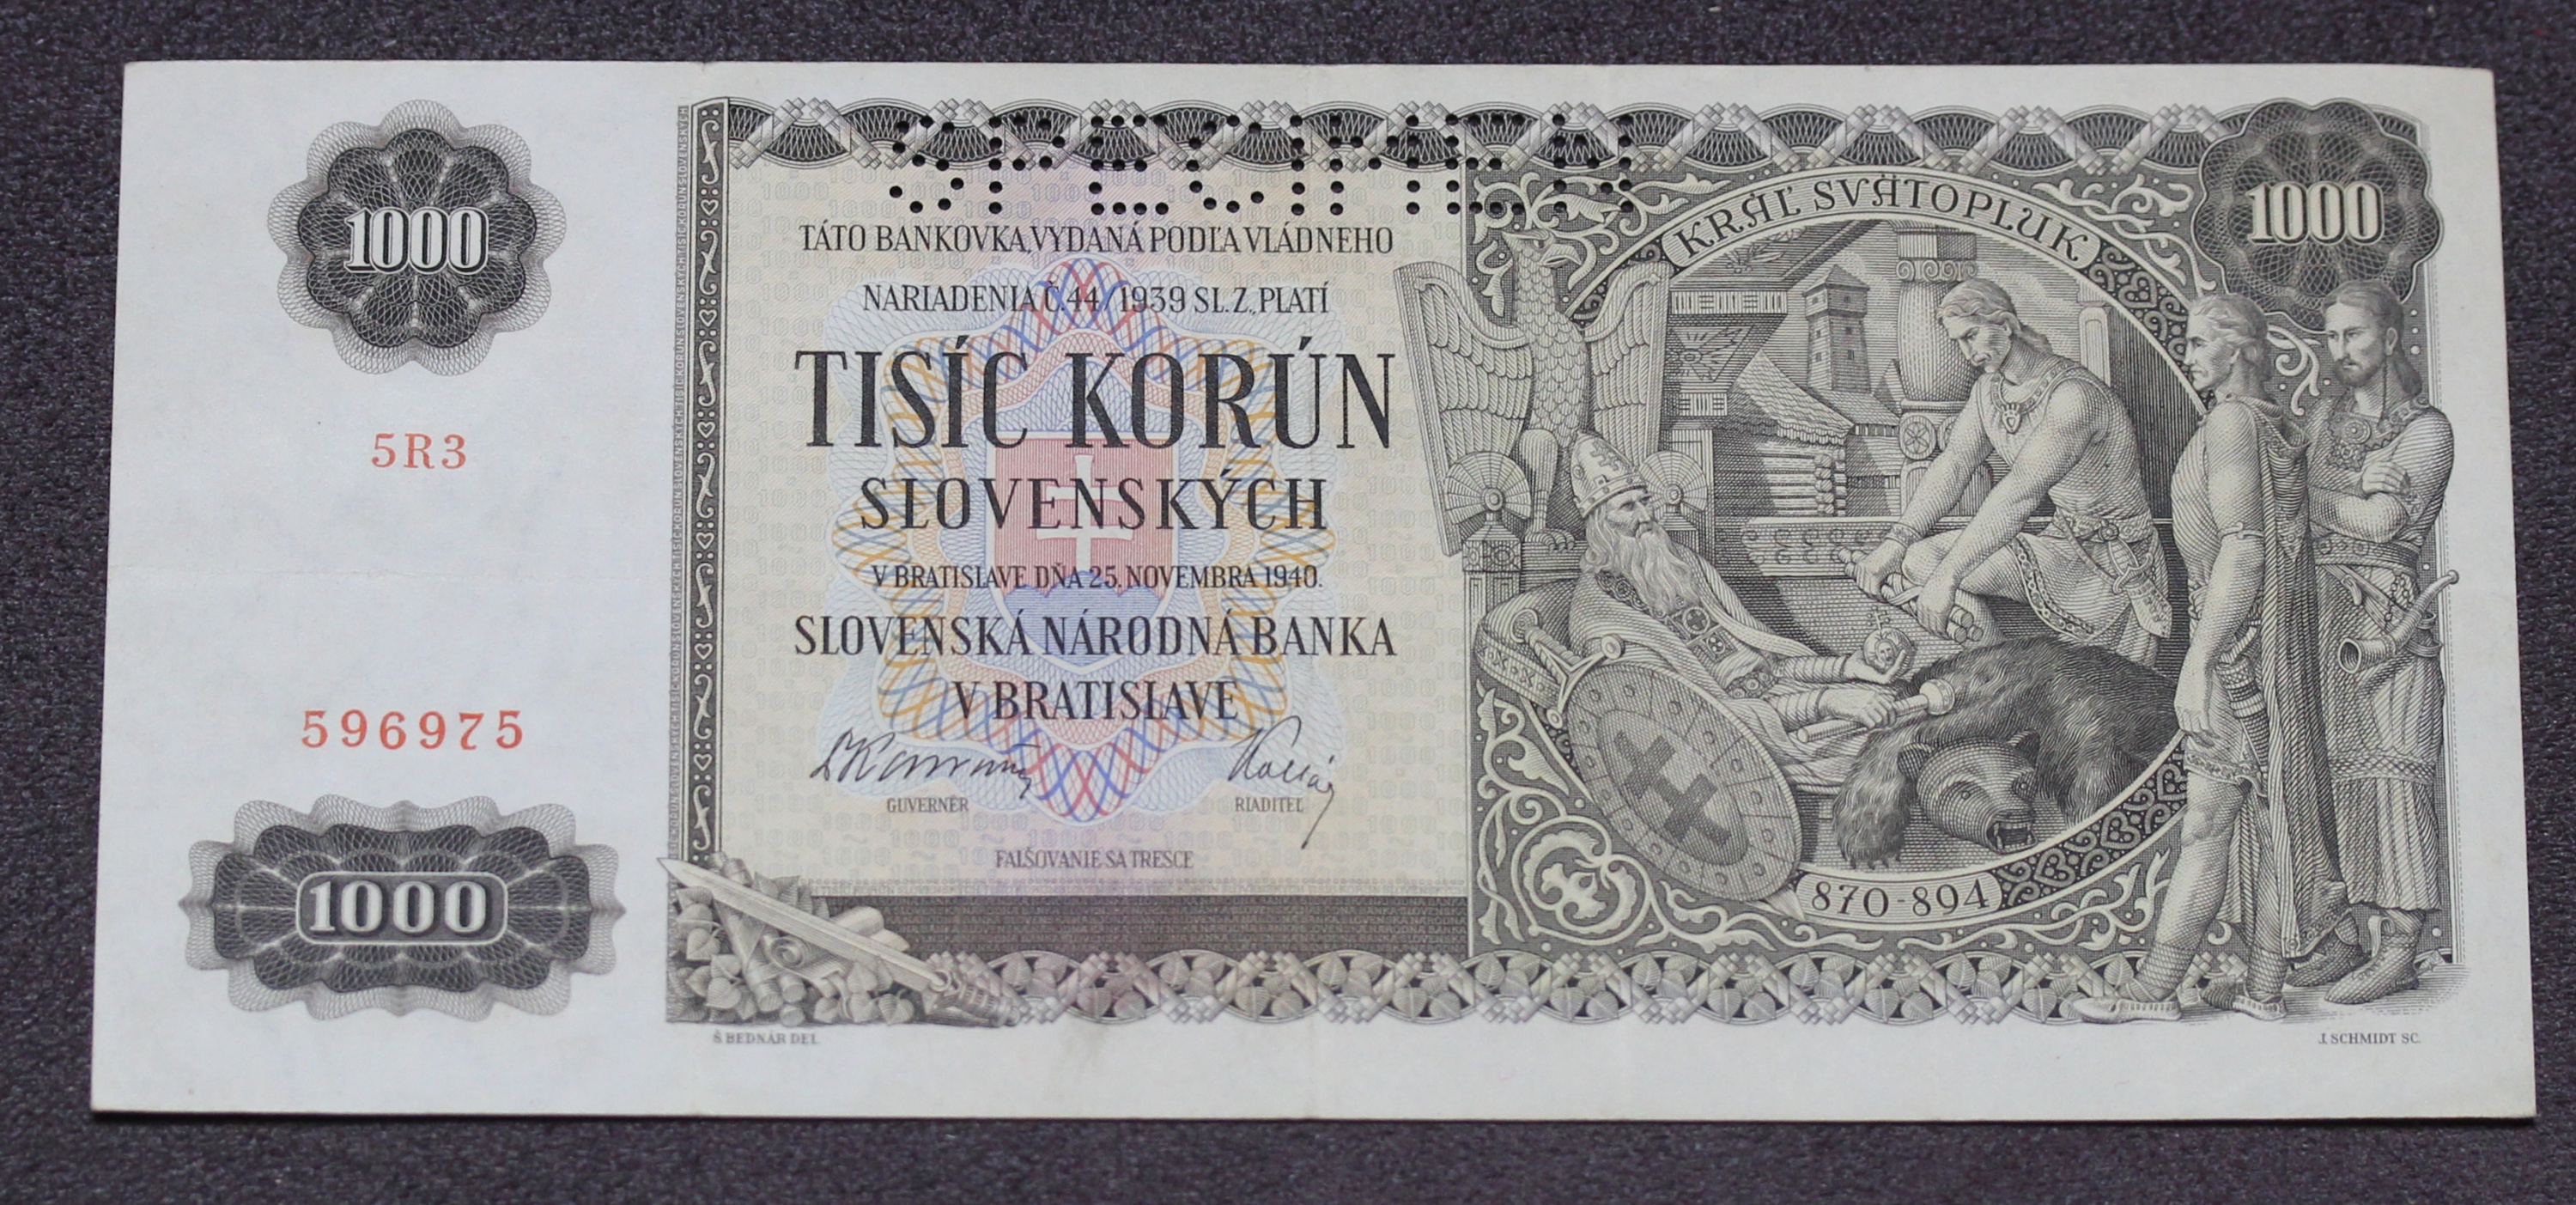 SPECIMEN
1000
KRÁĽ SVÄTOPLUK
1000
TÁTO BANKOVKA, VYDANÁ PODĽA VLÁDNEHO
NARIADENIA Č. 44/1939 SL. Z., PLATÍ
TISÍC KORÚN
SLOVENSKÝCH
5R3
V BRATISLAVE DŇA 25. NOVEMBRA 1940.
SLOVENSKÁ NÁRODNÁ BANKA
V BRATISLAVE
596975
GUVERNÉR
RIADITEĽ
FALŠOVANIE SA TRESCE
1000
870-894
Š. BEDNÁR DEL.
J. SCHMIDT SC.